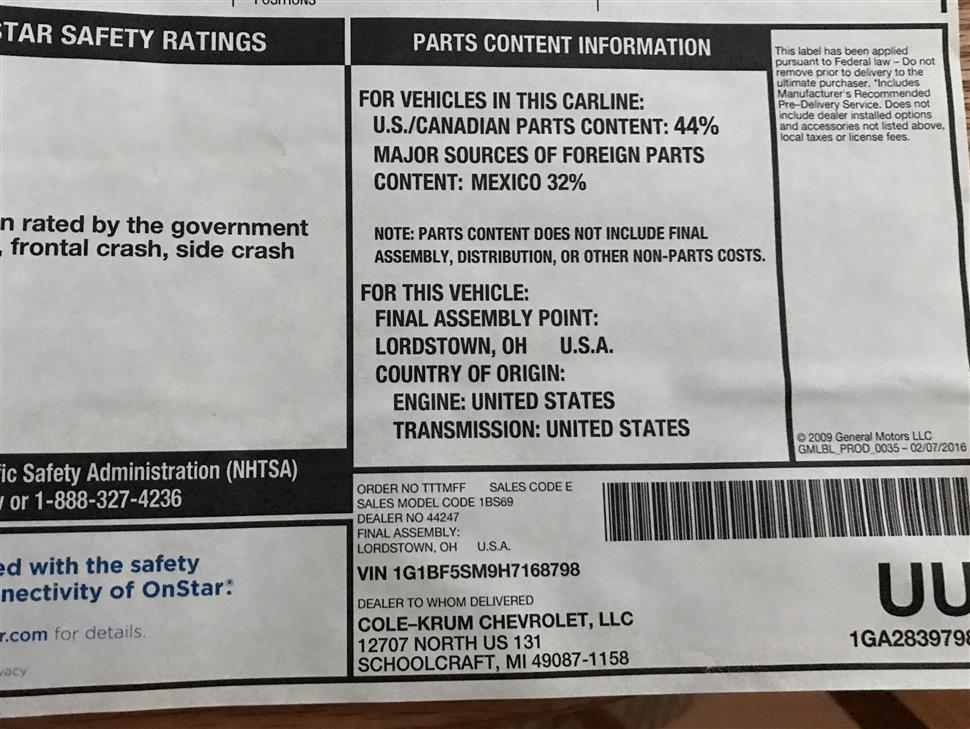 POSITIONS
STAR SAFETY RATINGS
n rated by the government
, frontal crash, side crash
ic Safety Administration (NHTSA)
or 1-888-327-4236
ed with the safety
nectivity of OnStar.
r.com for details.
vacy
PARTS CONTENT INFORMATION
FOR VEHICLES IN THIS CARLINE:
U.S./CANADIAN PARTS CONTENT: 44%
MAJOR SOURCES OF FOREIGN PARTS
CONTENT: MEXICO 32%
NOTE: PARTS CONTENT DOES NOT INCLUDE FINAL
ASSEMBLY, DISTRIBUTION, OR OTHER NON-PARTS COSTS.
FOR THIS VEHICLE:
FINAL ASSEMBLY POINT:
LORDSTOWN, OH U.S.A.
COUNTRY OF ORIGIN:
ENGINE: UNITED STATES
TRANSMISSION: UNITED STATES
This label has been applied
pursuant to Federal law – Do not
remove prior to delivery to the
ultimate purchaser. *Includes
Manufacturer's Recommended
Pre-Delivery Service. Does not
include dealer installed options
and accessories not listed above,
local taxes or license fees.
© 2009 General Motors LLC
GMLBL_PROD_0035 – 02/07/2016
ORDER NO TTTMFF SALES CODE E
SALES MODEL CODE 1BS69
DEALER NO 44247
FINAL ASSEMBLY:
LORDSTOWN, OH U.S.A.
VIN 1G1BF5SM9H7168798
DEALER TO WHOM DELIVERED
COLE–KRUM CHEVROLET, LLC
12707 NORTH US 131
SCHOOLCRAFT, MI 49087-1158
UU
1GA2839798